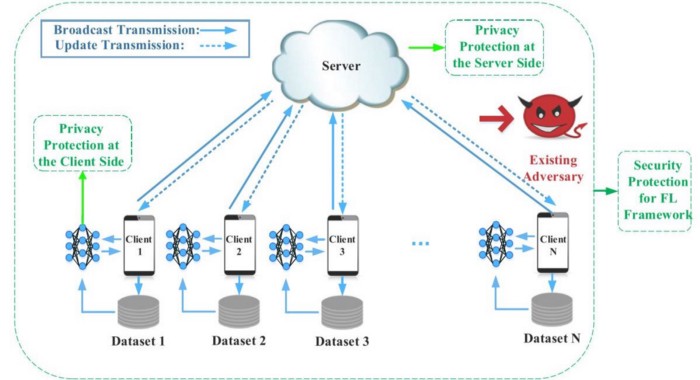 Broadcast Transmission:
Update Transmission:
Server
Privacy
Protection at
the Server Side
Privacy
Protection at
the Client Side
Existing
Adversary
Security
Protection
for FL
Framework
Client
1
Client
2
Client
3
...
Client
N
Dataset 1
Dataset 2
Dataset 3
Dataset N